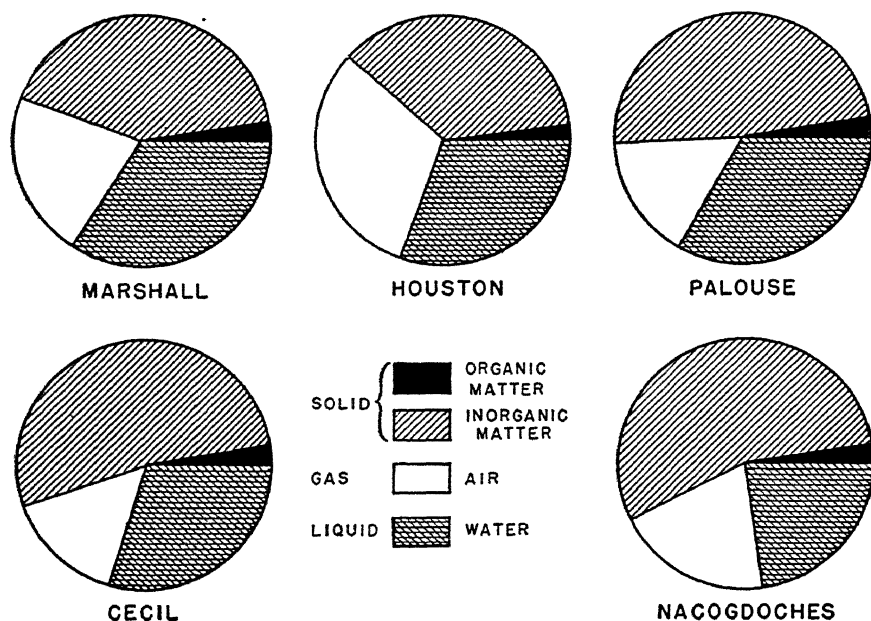 MARSHALL
HOUSTON
PALOUSE
SOLID
ORGANIC
MATTER
INORGANIC
MATTER
GAS
AIR
LIQUID
WATER
CECIL
NACOGDOCHES